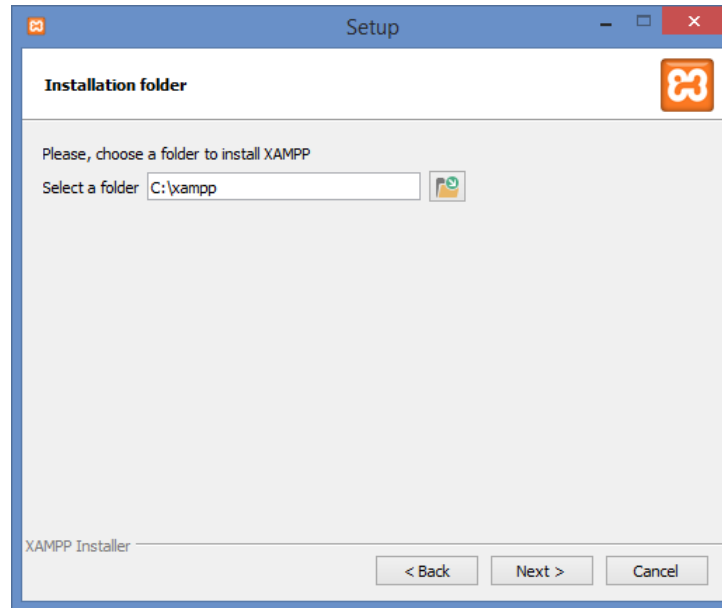 Setup
Installation folder
Please, choose a folder to install XAMPP
Select a folder C:\xampp
XAMPP Installer
< Back Next > Cancel